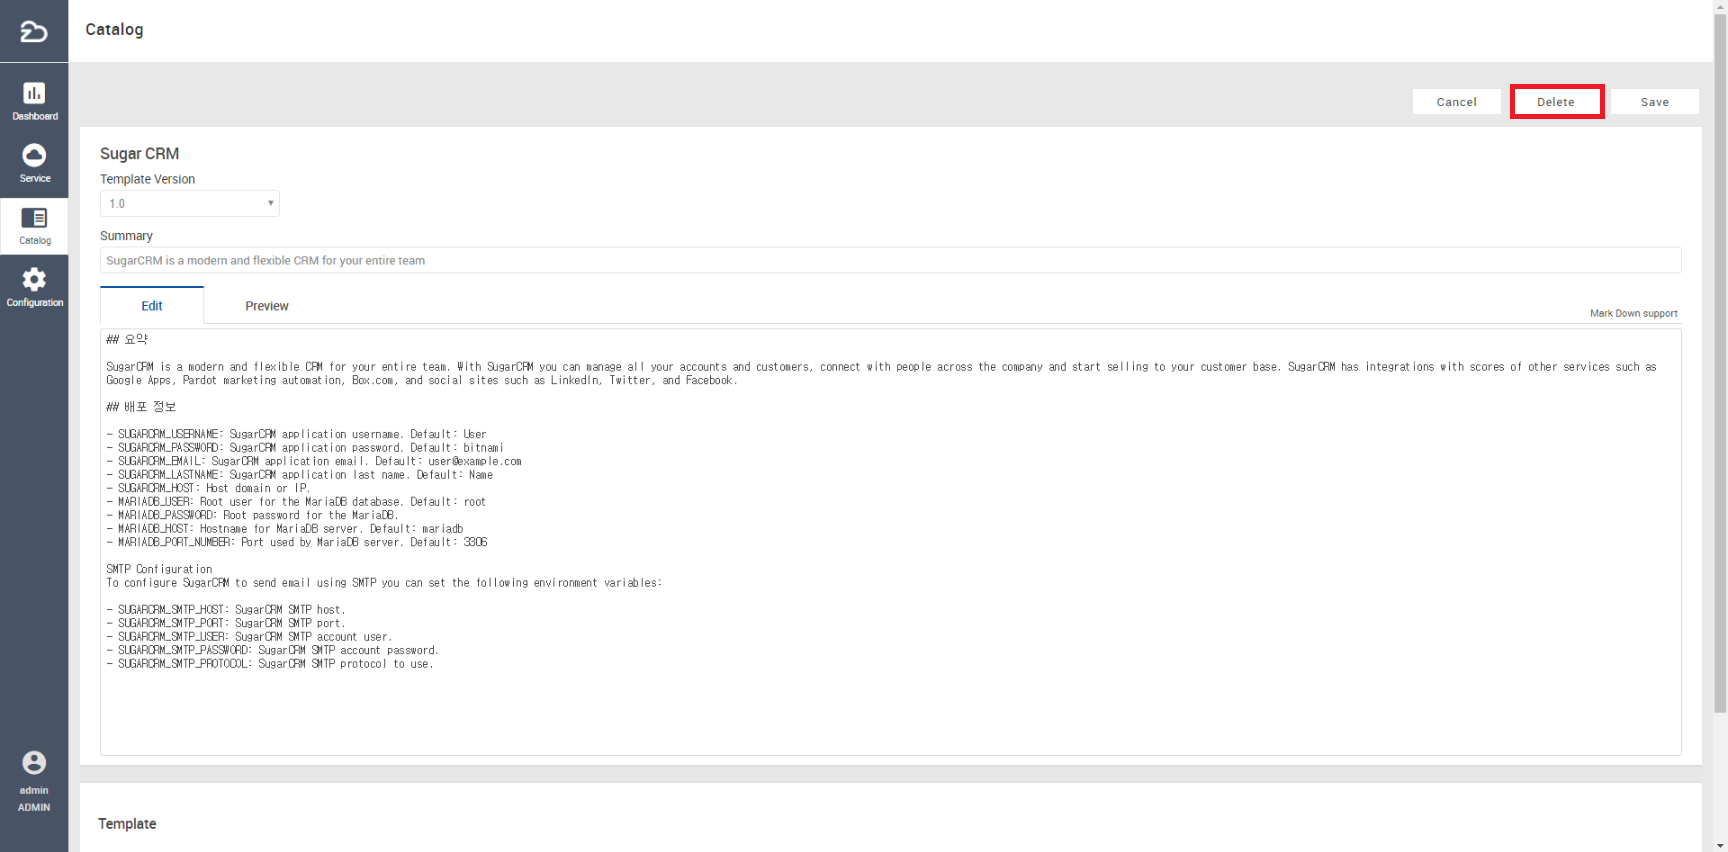 Catalog
Cancel
Delete
Save
Dashboard
Service
Catalog
Configuration
admin
ADMIN
Sugar CRM
Template Version
1.0
Summary
SugarCRM is a modern and flexible CRM for your entire team
Edit
Preview
Mark Down support
## 요약
SugarCRM is a modern and flexible CRM for your entire team. With SugarCRM you can manage all your accounts and customers, connect with people across the company and start selling to your customer base. SugarCRM has integrations with scores of other services such as
Google Apps, Pardot marketing automation, Box.com, and social sites such as LinkedIn, Twitter, and Facebook.
## 배포 정보
- SUGARCRM_USERNAME: SugarCRM application username. Default: User
- SUGARCRM_PASSWORD: SugarCRM application password. Default: bitnami
- SUGARCRM_EMAIL: SugarCRM application email. Default: user@example.com
- SUGARCRM_LASTNAME: SugarCRM application last name. Default: Name
- SUGARCRM_HOST: Host domain or IP.
- MARIADB_USER: Root user for the MariaDB database. Default: root
- MARIADB_PASSWORD: Root password for the MariaDB.
- MARIADB_HOST: Hostname for MariaDB server. Default: mariadb
- MARIADB_PORT_NUMBER: Port used by MariaDB server. Default: 3306
SMTP Configuration
To configure SugarCRM to send email using SMTP you can set the following environment variables:
- SUGARCRM_SMTP_HOST: SugarCRM SMTP host.
- SUGARCRM_SMTP_PORT: SugarCRM SMTP port.
- SUGARCRM_SMTP_USER: SugarCRM SMTP account user.
- SUGARCRM_SMTP_PASSWORD: SugarCRM SMTP account password.
- SUGARCRM_SMTP_PROTOCOL: SugarCRM SMTP protocol to use.
Template